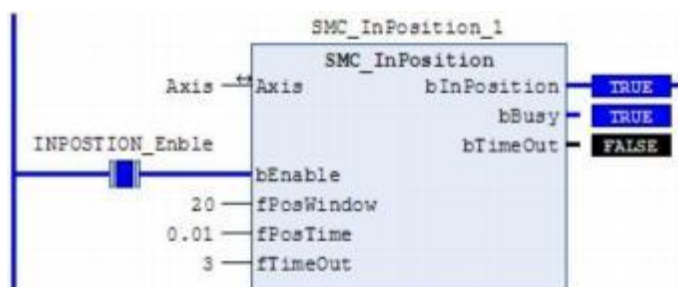 SMC_InPosition_1
SMC_InPosition
Axis Axis bInPosition TRUE
bBusy TRUE
INPOSTION_Enble bTimeOut FALSE
bEnable
20 fPosWindow
0.01 fPosTime
3 fTimeOut